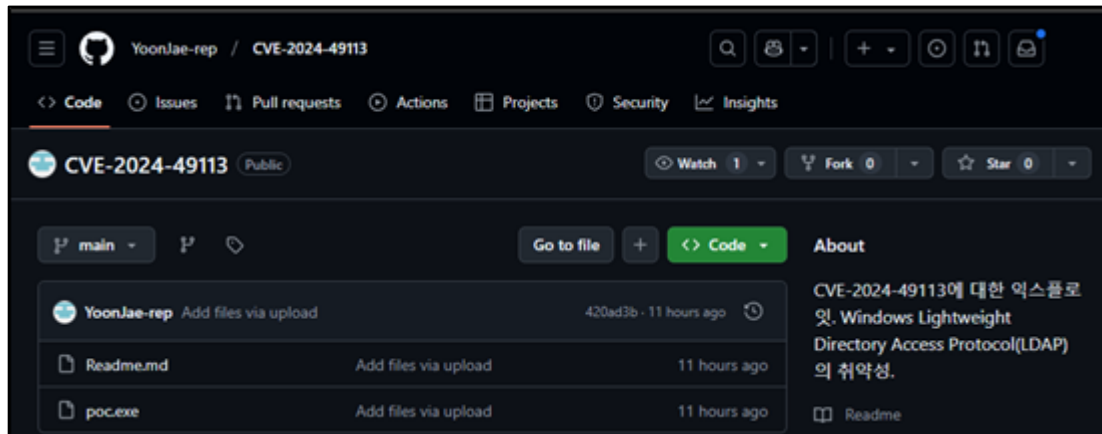 YoonJae-rep / CVE-2024-49113
Code Issues Pull requests Actions Projects Security Insights
CVE-2024-49113 Public
Watch 1 Fork 0 Star 0
main Go to file Code
About
CVE-2024-49113에 대한 익스플로
잇. Windows Lightweight
Directory Access Protocol(LDAP)
의 취약성.
Readme
YoonJae-rep Add files via upload 420ad3b · 11 hours ago
Readme.md Add files via upload 11 hours ago
poc.exe Add files via upload 11 hours ago